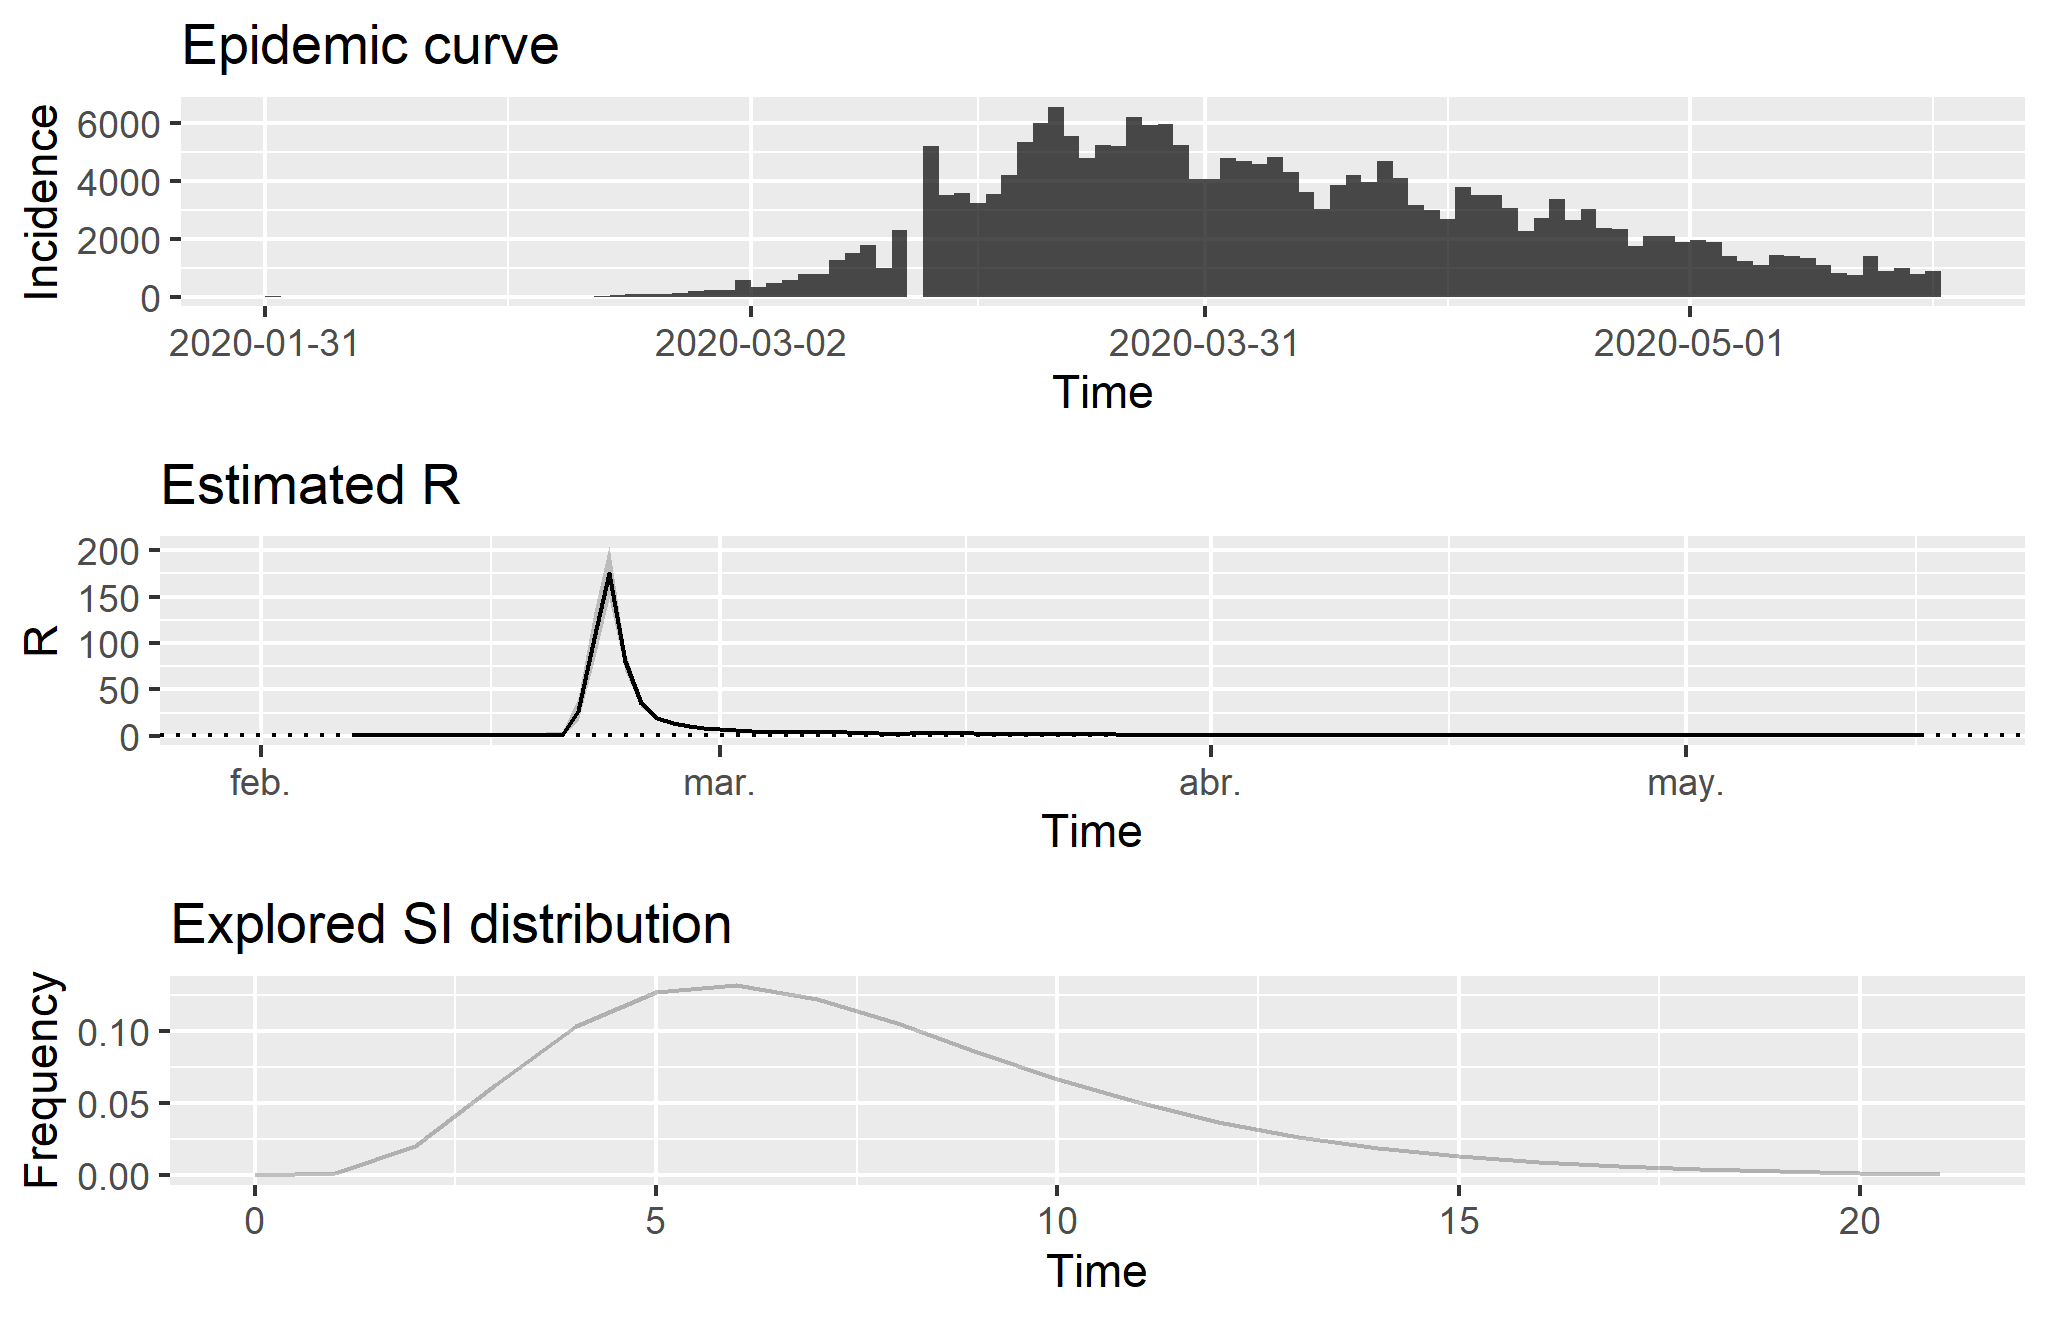 Epidemic curve
Incidence
6000
4000
2000
0
2020-01-31 2020-03-02 2020-03-31 2020-05-01
Time
Estimated R
R
200
150
100
50
0
feb. mar. abr. may.
Time
Explored SI distribution
Frequency
0.10
0.05
0.00
0 5 10 15 20
Time